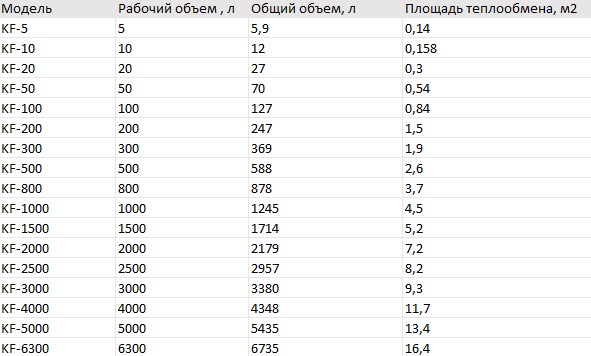 Модель Рабочий объем , л Общий объем, л Площадь теплообмена, м2
KF-5 5 5,9 0,14
KF-10 10 12 0,158
KF-20 20 27 0,3
KF-50 50 70 0,54
KF-100 100 127 0,84
KF-200 200 247 1,5
KF-300 300 369 1,9
KF-500 500 588 2,6
KF-800 800 878 3,7
KF-1000 1000 1245 4,5
KF-1500 1500 1714 5,2
KF-2000 2000 2179 7,2
KF-2500 2500 2957 8,2
KF-3000 3000 3380 9,3
KF-4000 4000 4348 11,7
KF-5000 5000 5435 13,4
KF-6300 6300 6735 16,4